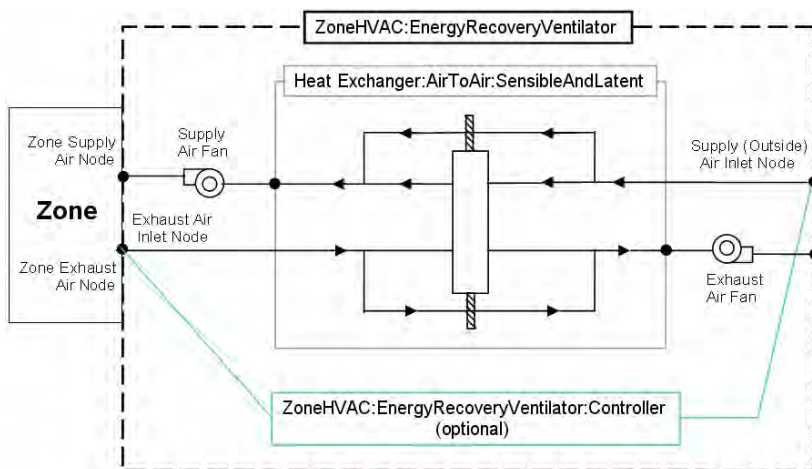 ZoneHVAC:EnergyRecoveryVentilator
Heat Exchanger:AirToAir:SensibleAndLatent
Zone Supply
Air Node
Supply
Air Fan
Supply (Outside)
Air Inlet Node
Zone
Exhaust Air
Inlet Node
Zone Exhaust
Air Node
Exhaust
Air Fan
ZoneHVAC:EnergyRecoveryVentilator:Controller
(optional)